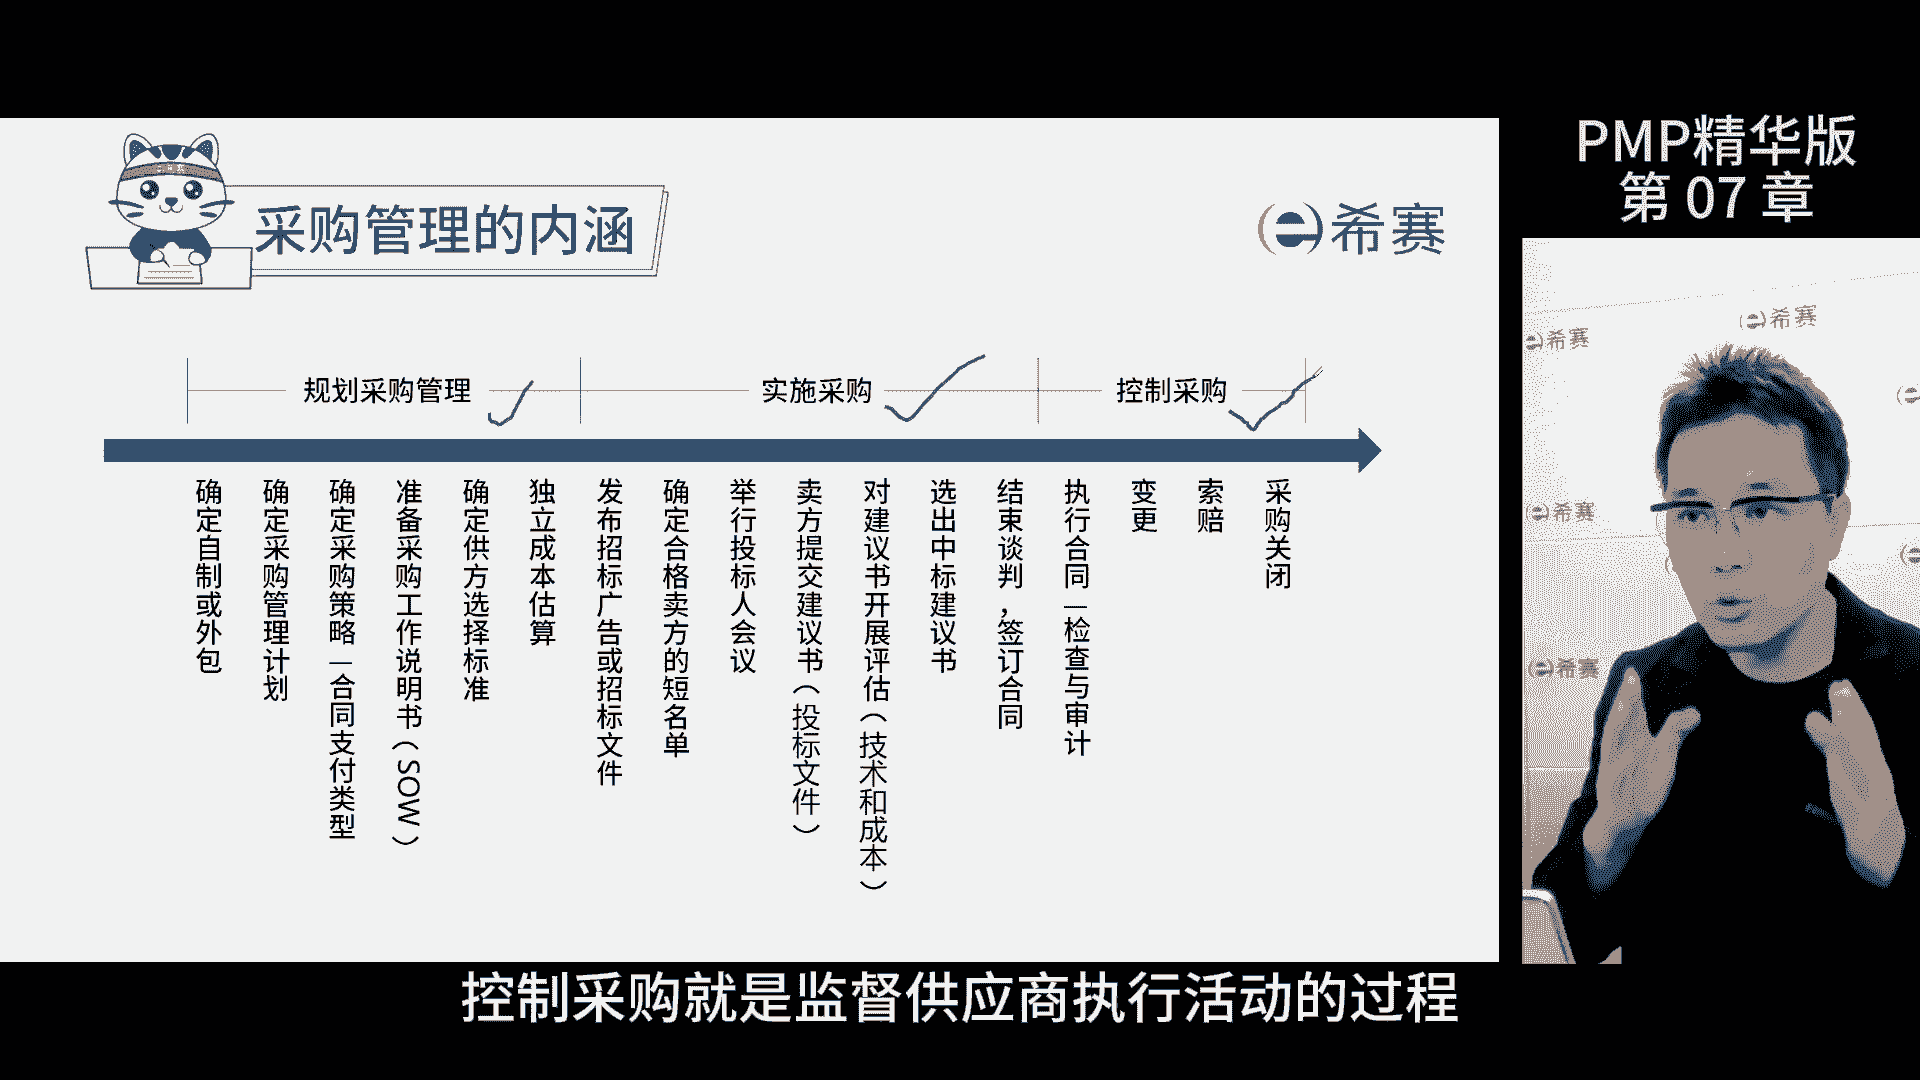 PMP精华版
第 07 章
采购管理的内涵
希赛
规划采购管理
实施采购
控制采购
确定自制或外包
确定采购管理计划
确定采购策略—合同支付类型
准备采购工作说明书（SOW）
确定供方选择标准
独立成本估算
发布招标广告或招标文件
确定合格卖方的短名单
举行投标人会议
卖方提交建议书（投标文件）
对建议书开展评估（技术和成本）
选出中标建议书
结束谈判，签订合同
执行合同—检查与审计
变更
索赔
采购关闭
希赛
希赛
希赛
希赛
控制采购就是监督供应商执行活动的过程